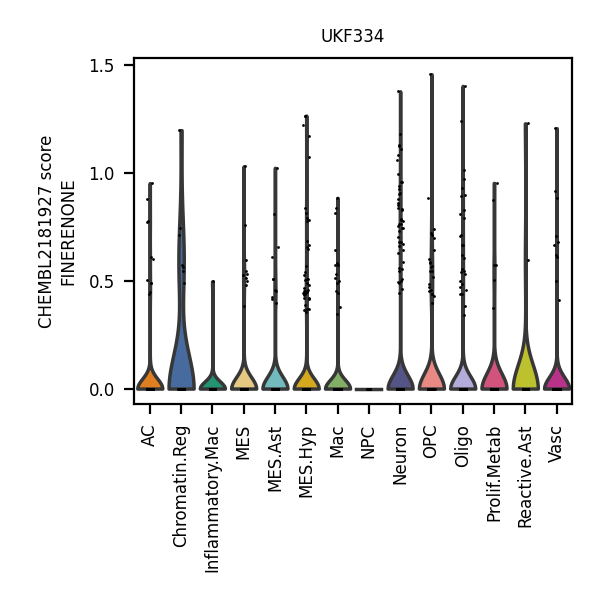 UKF334
CHEMBL2181927 score
FINERENONE
1.5
1.0
0.5
0.0
AC
Chromatin.Reg
Inflammatory.Mac
MES
MES.Ast
MES.Hyp
Mac
NPC
Neuron
OPC
Oligo
Prolif.Metab
Reactive.Ast
Vasc